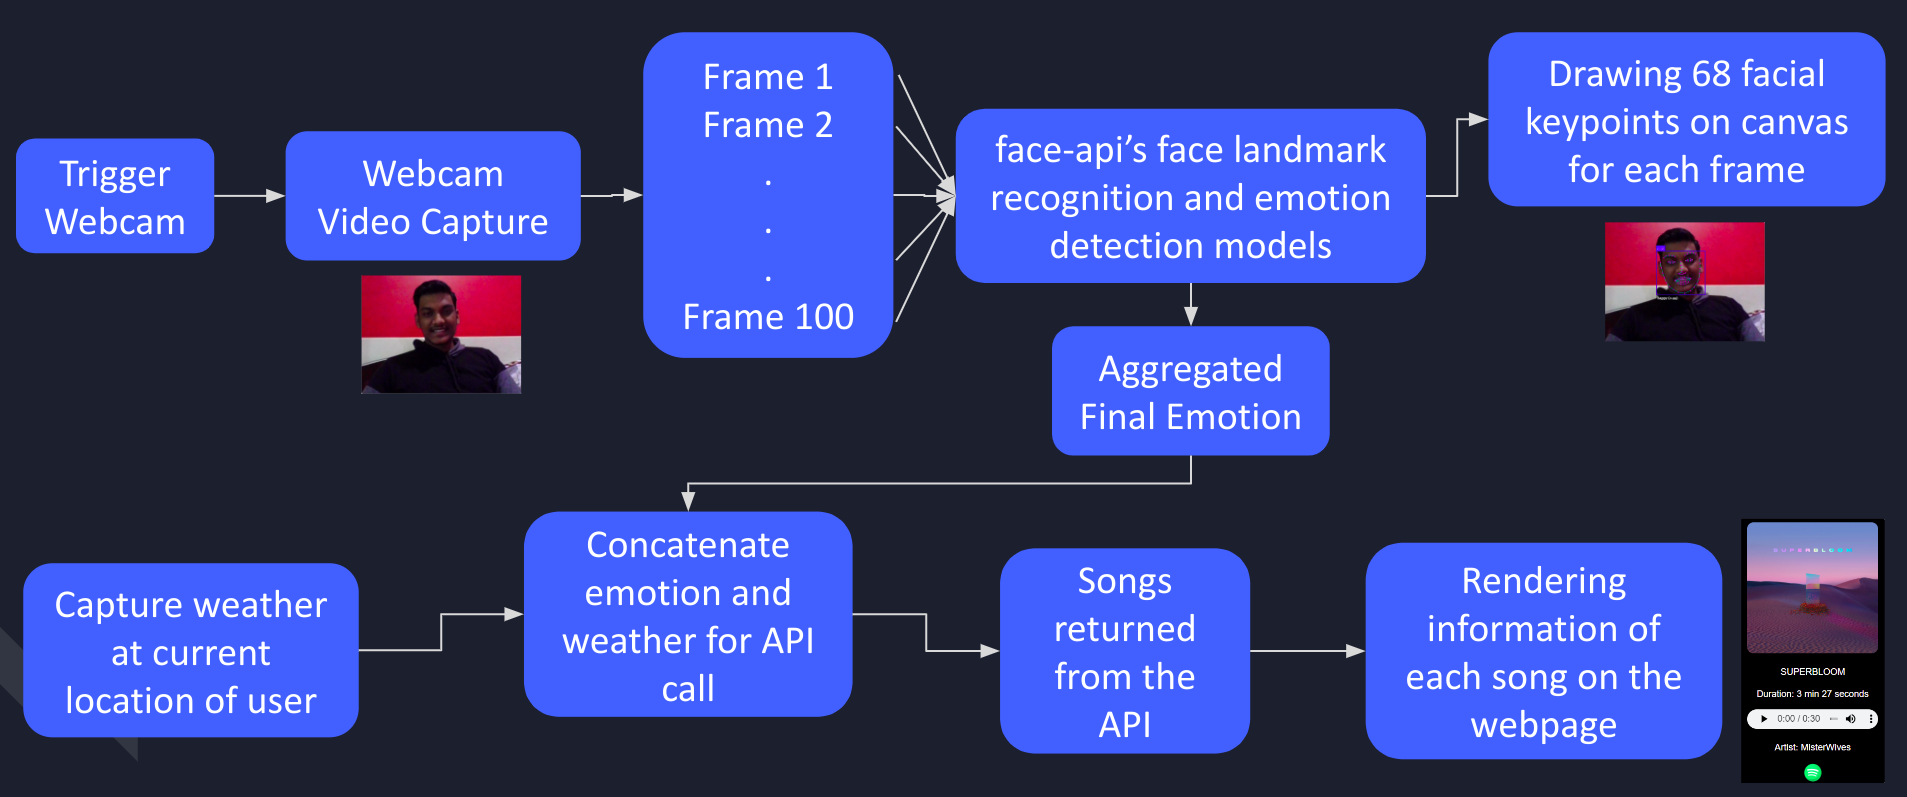 Trigger
Webcam
Webcam
Video Capture
Frame 1
Frame 2
.
.
.
Frame 100
face-api’s face landmark
recognition and emotion
detection models
Drawing 68 facial
keypoints on canvas
for each frame
Aggregated
Final Emotion
Capture weather
at current
location of user
Concatenate
emotion and
weather for API
call
Songs
returned
from the
API
Rendering
information of
each song on the
webpage
SUPERBLOOM
SUPERBLOOM
Duration: 3 min 27 seconds
0:00 / 0:30
Artist: MisterWives